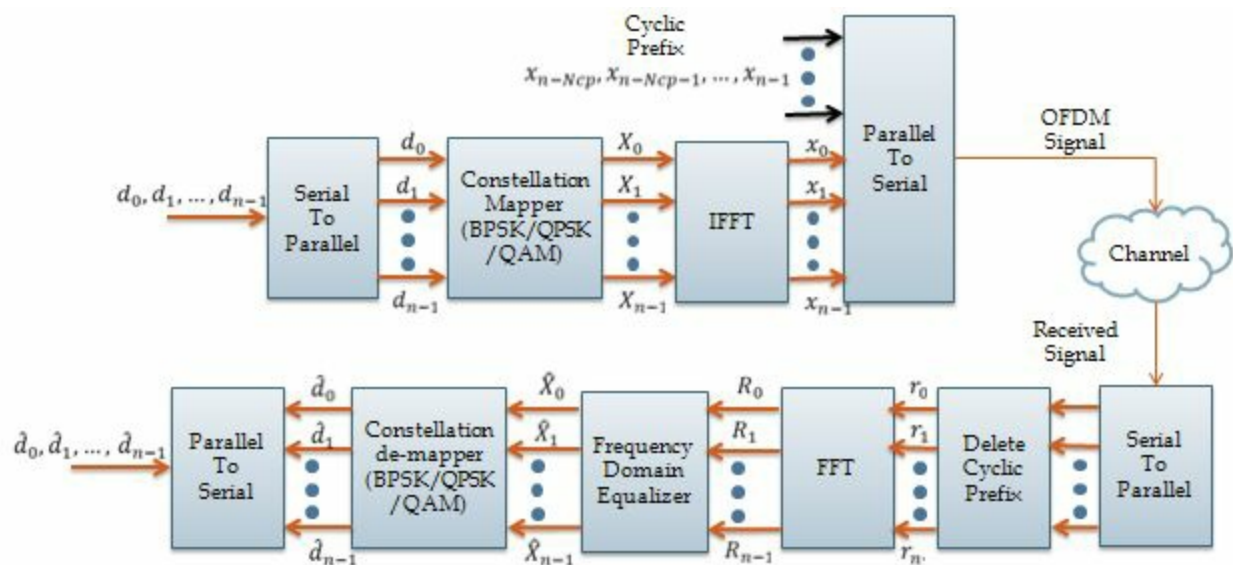 Cyclic
Prefix
x_{n-Ncp}, x_{n-Ncp-1}, ..., x_{n-1}
d_0, d_1, ..., d_{n-1}
Serial
To
Parallel
d_0
d_1
d_{n-1}
Constellation
Mapper
(BPSK/QPSK
/QAM)
X_0
X_1
X_{n-1}
IFFT
x_0
x_1
x_{n-1}
Parallel
To
Serial
OFDM
Signal
Channel
Received
Signal
Serial
To
Parallel
Delete
Cyclic
Prefix
r_0
r_1
r_{n·}
FFT
R_0
R_1
R_{n-1}
Frequency
Domain
Equalizer
X̂_0
X̂_1
X̂_{n-1}
Constellation
de-mapper
(BPSK/QPSK
/QAM)
d̂_0
d̂_1
d̂_{n-1}
Parallel
To
Serial
d̂_0, d̂_1, ..., d̂_{n-1}